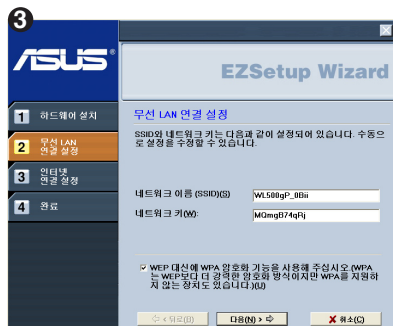 3
ASUS®
EZSetup Wizard
1 하드웨어 설치
2 무선 LAN
연결 설정
3 인터넷
연결 설정
4 완료
무선 LAN 연결 설정
SSID와 네트워크 키는 다음과 같이 설정되어 있습니다. 수동으
로 설정을 수정할 수 있습니다.
네트워크 이름 (SSID)(S) WL500gP_0Bii
네트워크 키(W): MQmgB74qRj
WEP 대신에 WPA 암호화 기능을 사용해 주십시오.(WPA
는 WEP보다 더 강력한 암호화 방식이지만 WPA를 지원하
지 않는 장치도 있습니다.)(U)
< 뒤로(B)
다음(N) >
취소(C)